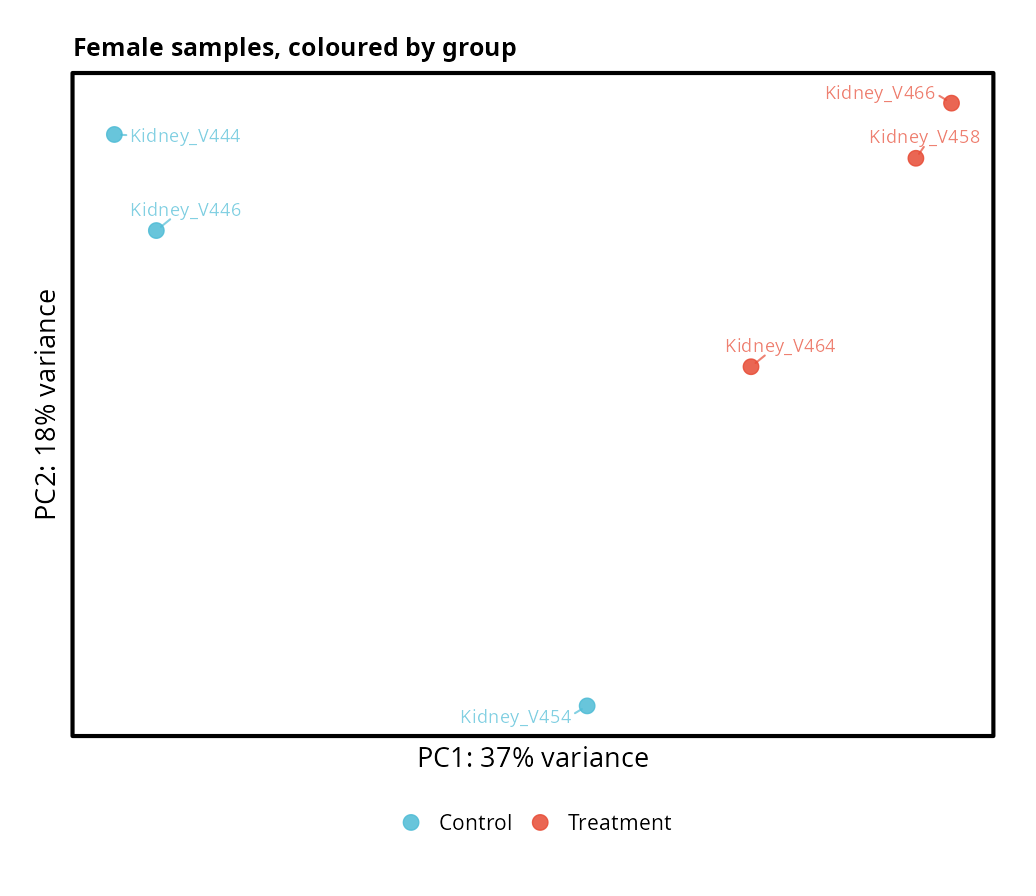 Female samples, coloured by group
Kidney_V466
Kidney_V444
Kidney_V458
Kidney_V446
Kidney_V464
Kidney_V454
PC2: 18% variance
PC1: 37% variance
Control
Treatment